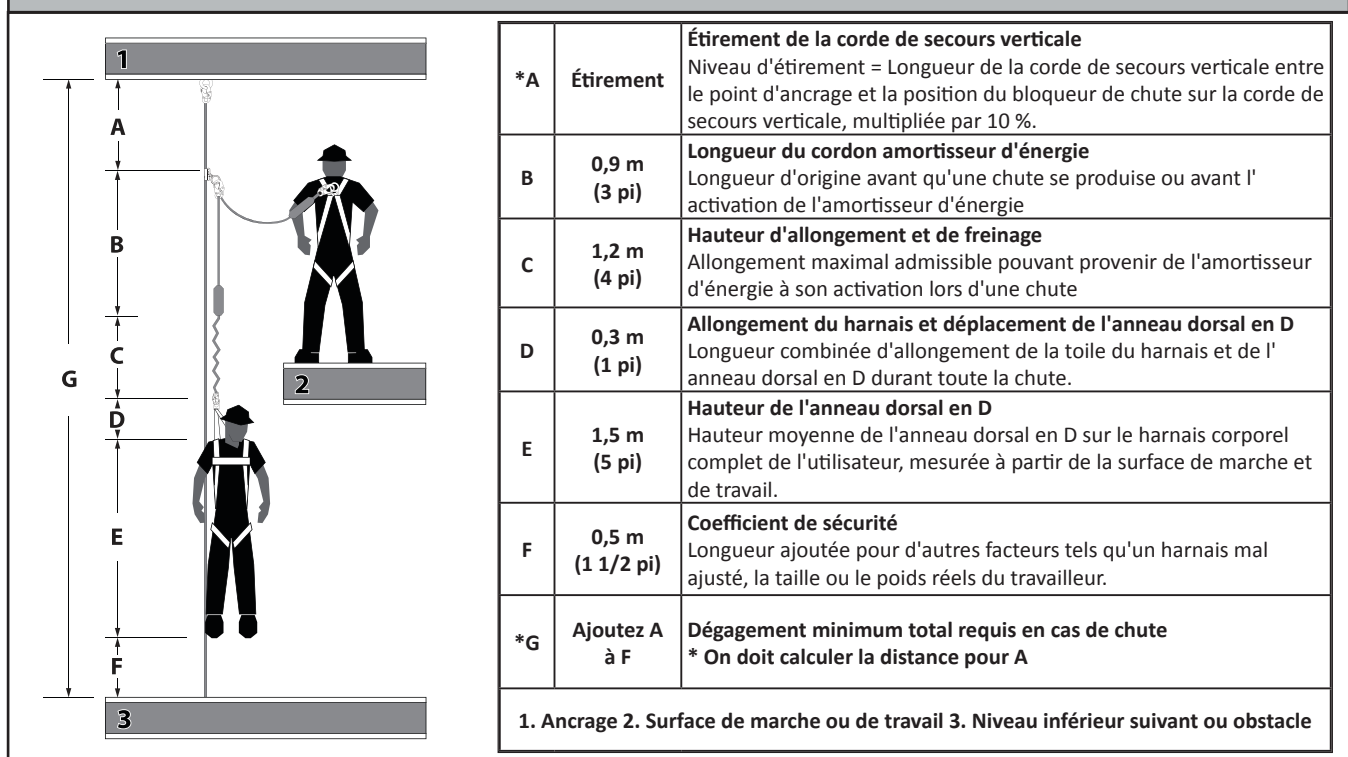 1
A
B
C
G
D
E
F
2
3
*A
Étirement
Étirement de la corde de secours verticale
Niveau d'étirement = Longueur de la corde de secours verticale entre
le point d'ancrage et la position du bloqueur de chute sur la corde de
secours verticale, multipliée par 10 %.
B
0,9 m
(3 pi)
Longueur du cordon amortisseur d'énergie
Longueur d'origine avant qu'une chute se produise ou avant l'
activation de l'amortisseur d'énergie
C
1,2 m
(4 pi)
Hauteur d'allongement et de freinage
Allongement maximal admissible pouvant provenir de l'amortisseur
d'énergie à son activation lors d'une chute
D
0,3 m
(1 pi)
Allongement du harnais et déplacement de l'anneau dorsal en D
Longueur combinée d'allongement de la toile du harnais et de l'
anneau dorsal en D durant toute la chute.
E
1,5 m
(5 pi)
Hauteur de l'anneau dorsal en D
Hauteur moyenne de l'anneau dorsal en D sur le harnais corporel
complet de l'utilisateur, mesurée à partir de la surface de marche et
de travail.
F
0,5 m
(1 1/2 pi)
Coefficient de sécurité
Longueur ajoutée pour d'autres facteurs tels qu'un harnais mal
ajusté, la taille ou le poids réels du travailleur.
*G
Ajoutez A
à F
Dégagement minimum total requis en cas de chute
* On doit calculer la distance pour A
1. Ancrage 2. Surface de marche ou de travail 3. Niveau inférieur suivant ou obstacle